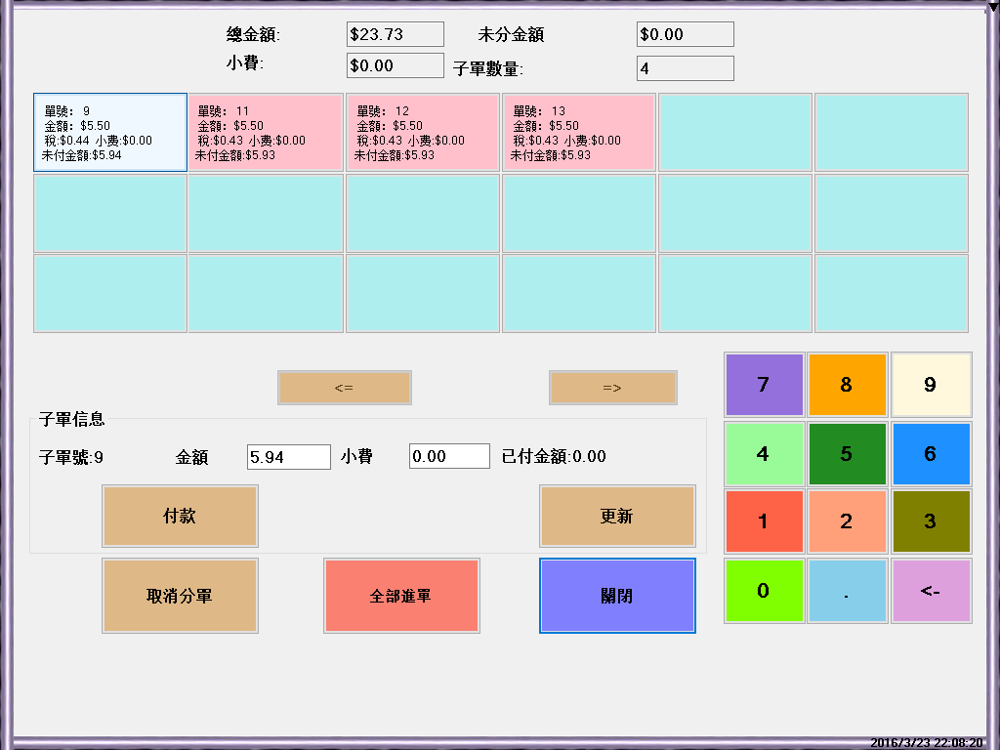 總金額: $23.73 未分金額 $0.00
小費: $0.00 子單數量: 4
單號: 9
金額: $5.50
稅:$0.44 小費:$0.00
未付金額:$5.94
單號: 11
金額: $5.50
稅:$0.43 小費:$0.00
未付金額:$5.93
單號: 12
金額: $5.50
稅:$0.43 小費:$0.00
未付金額:$5.93
單號: 13
金額: $5.50
稅:$0.43 小費:$0.00
未付金額:$5.93
<= =>
子單信息
子單號:9 金額 5.94 小費 0.00 已付金額:0.00
付款 更新
取消分單 全部進單 關閉
7 8 9
4 5 6
1 2 3
0 . <-
2016/3/23 22:08:20